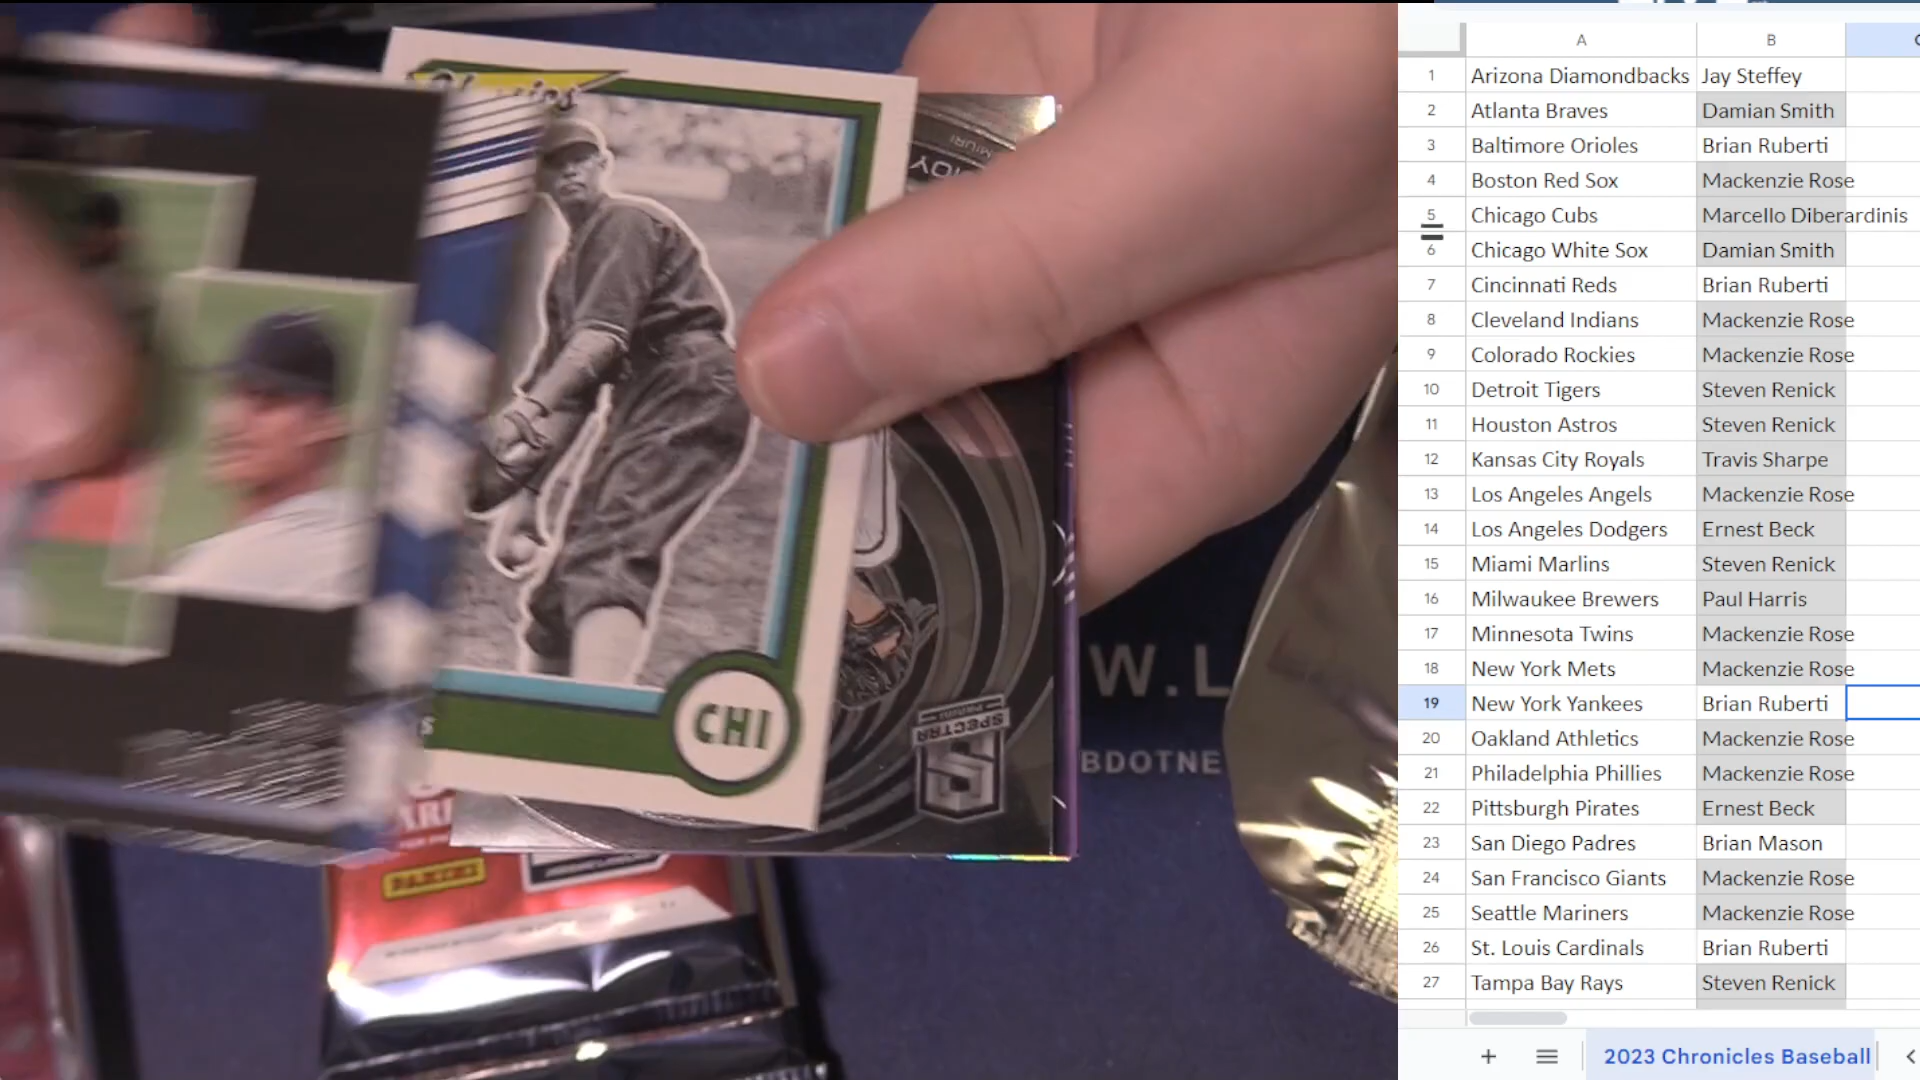 Classics
CHI
SPECTRA
PANINI
W.L
BDOTNE
A
B
1 Arizona Diamondbacks Jay Steffey
2 Atlanta Braves Damian Smith
3 Baltimore Orioles Brian Ruberti
4 Boston Red Sox Mackenzie Rose
5 Chicago Cubs Marcello Diberardinis
6 Chicago White Sox Damian Smith
7 Cincinnati Reds Brian Ruberti
8 Cleveland Indians Mackenzie Rose
9 Colorado Rockies Mackenzie Rose
10 Detroit Tigers Steven Renick
11 Houston Astros Steven Renick
12 Kansas City Royals Travis Sharpe
13 Los Angeles Angels Mackenzie Rose
14 Los Angeles Dodgers Ernest Beck
15 Miami Marlins Steven Renick
16 Milwaukee Brewers Paul Harris
17 Minnesota Twins Mackenzie Rose
18 New York Mets Mackenzie Rose
19 New York Yankees Brian Ruberti
20 Oakland Athletics Mackenzie Rose
21 Philadelphia Phillies Mackenzie Rose
22 Pittsburgh Pirates Ernest Beck
23 San Diego Padres Brian Mason
24 San Francisco Giants Mackenzie Rose
25 Seattle Mariners Mackenzie Rose
26 St. Louis Cardinals Brian Ruberti
27 Tampa Bay Rays Steven Renick
2023 Chronicles Baseball